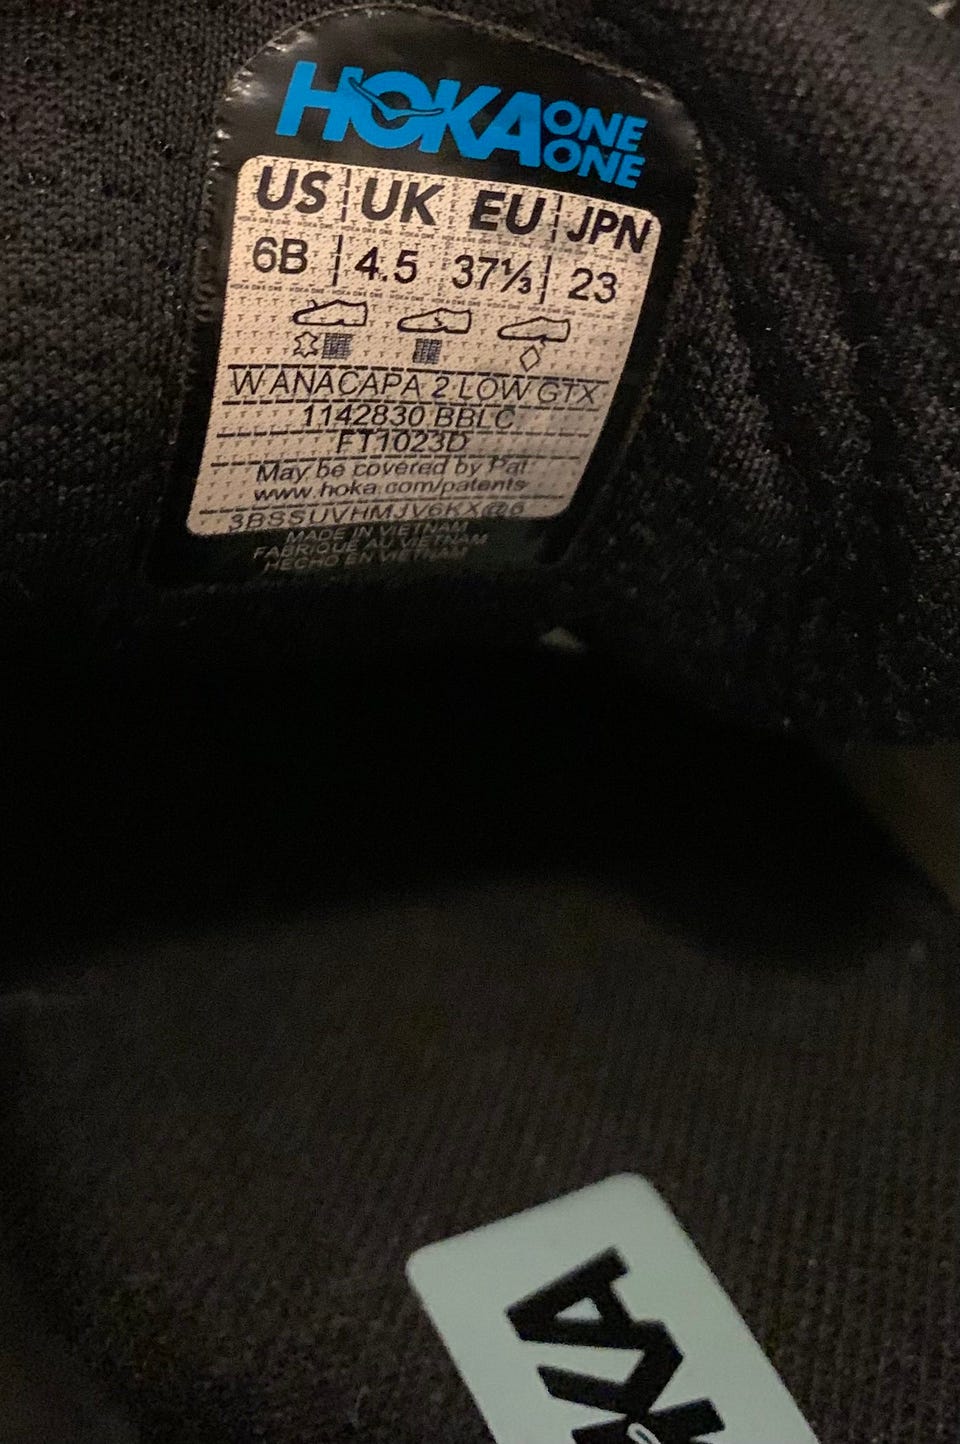 HOKA ONE ONE
US UK EU JPN
6B 4.5 37⅓ 23
W ANACAPA 2 LOW GTX
1142830 BBLC
FT1023D
May be covered by Pat:
www.hoka.com/patents
3BSSUVHMJV6KX@6
MADE IN VIETNAM
FABRIQUE AU VIETNAM
HECHO EN VIETNAM
KA